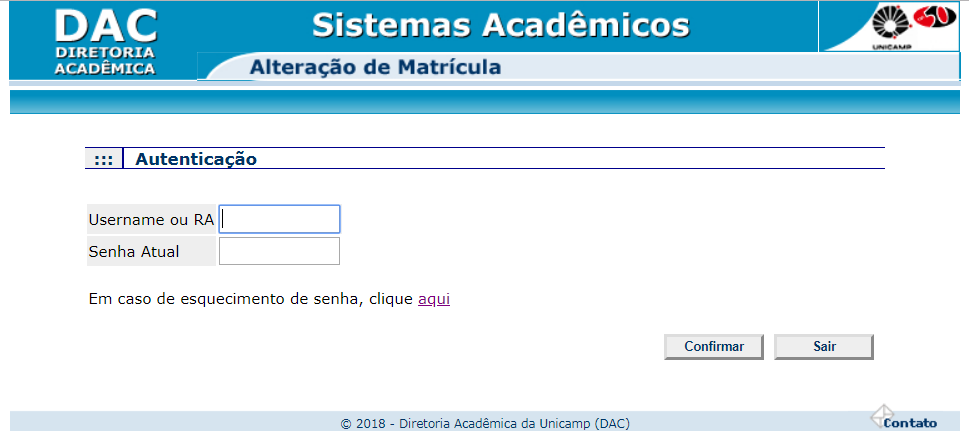 DAC
DIRETORIA
ACADÊMICA
Sistemas Acadêmicos
UNICAMP
50
Alteração de Matrícula
::: Autenticação
Username ou RA
Senha Atual
Em caso de esquecimento de senha, clique aqui
Confirmar Sair
© 2018 - Diretoria Acadêmica da Unicamp (DAC)
Contato